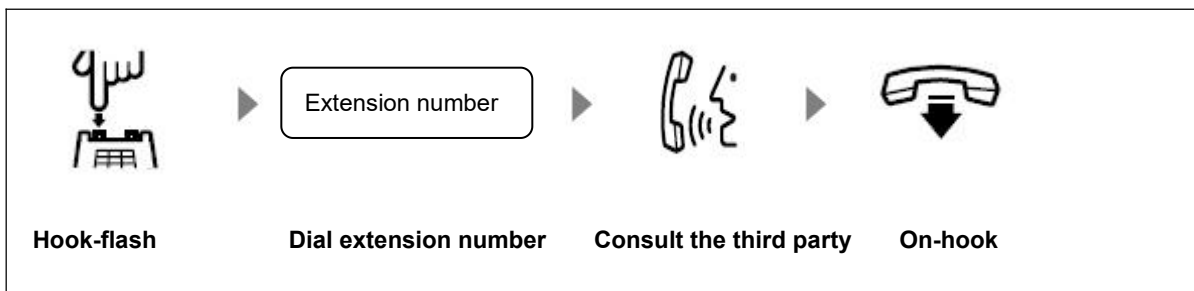 Extension number
Hook-flash Dial extension number Consult the third party On-hook